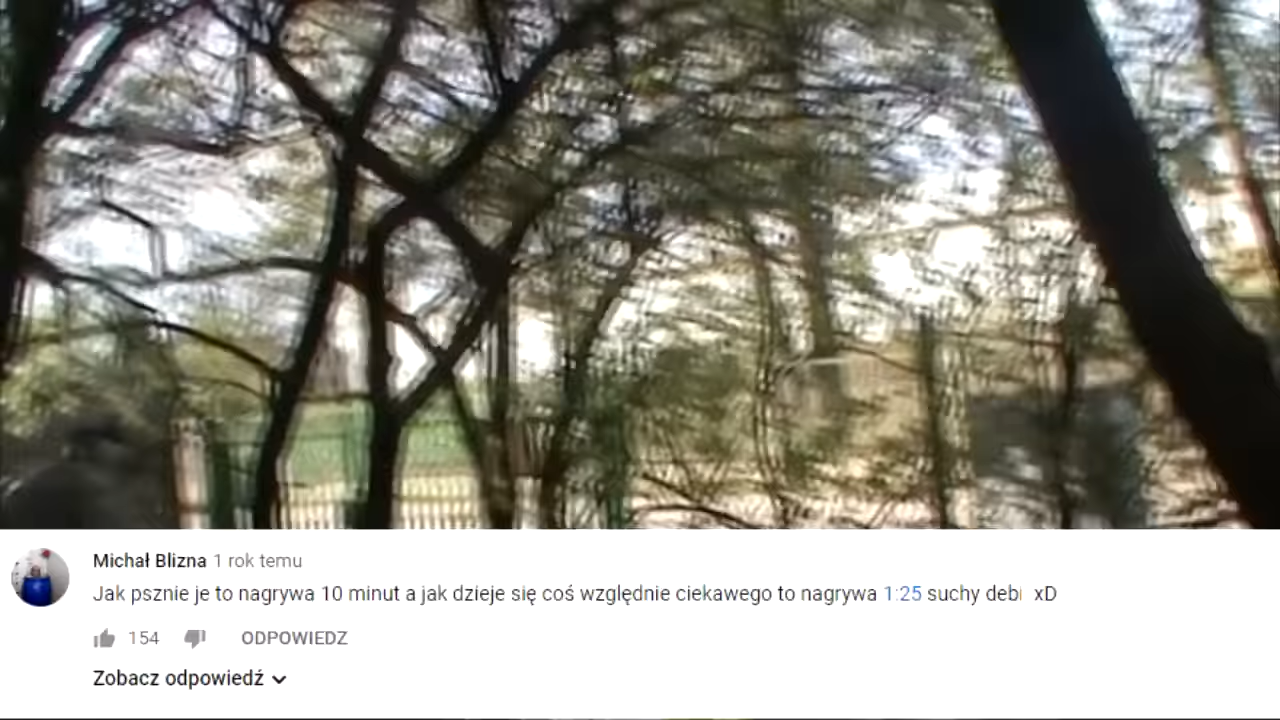 Michał Blizna 1 rok temu
Jak psznie je to nagrywa 10 minut a jak dzieje się coś względnie ciekawego to nagrywa 1:25 suchy debi xD
154 ODPOWIEDZ
Zobacz odpowiedź